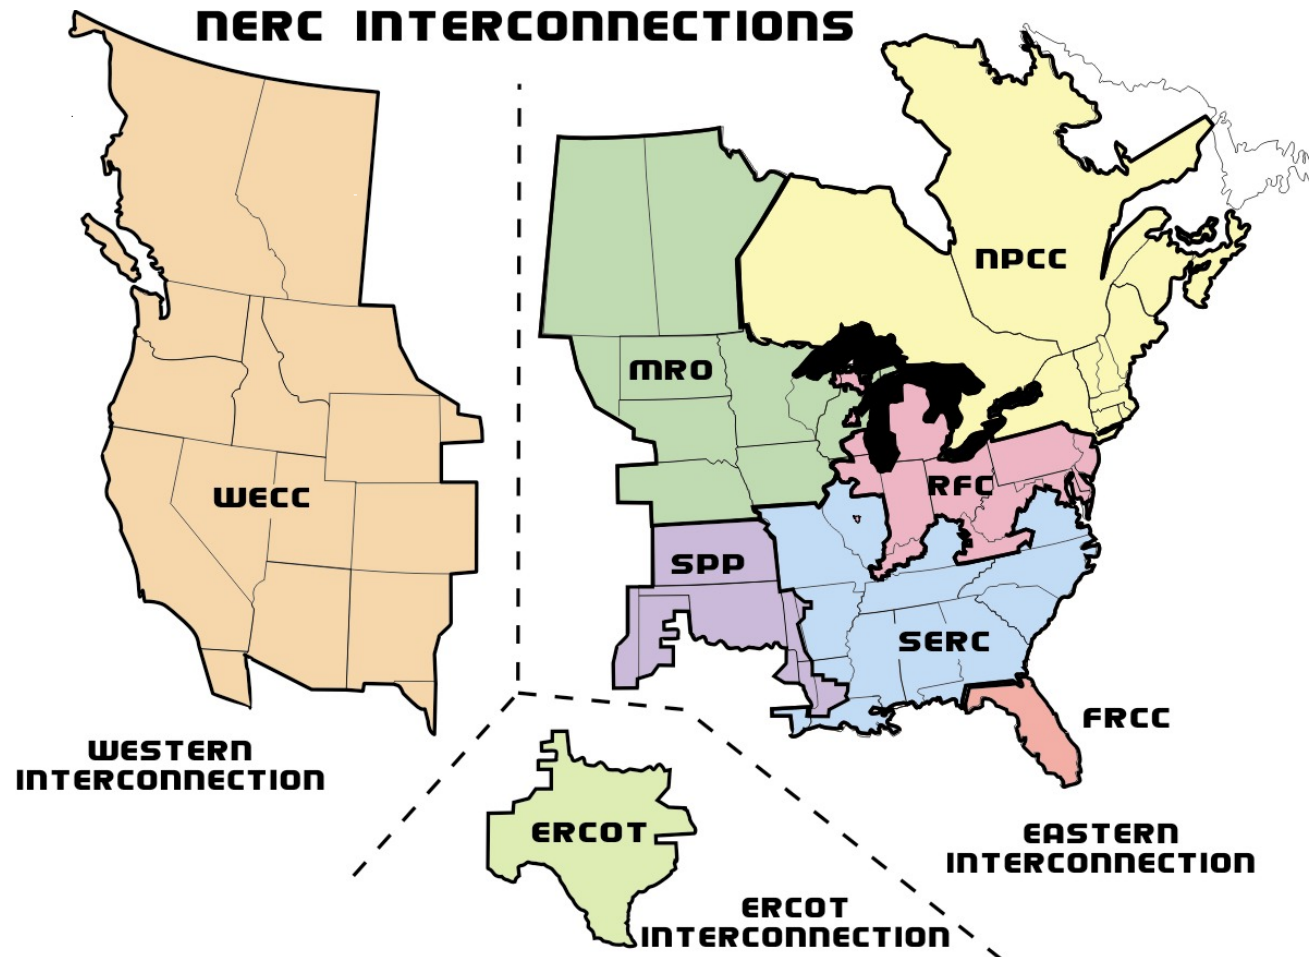 NERC INTERCONNECTIONS
NPCC
MRO
WECC
RFC
SPP
SERC
FRCC
WESTERN
INTERCONNECTION
ERCOT
EASTERN
INTERCONNECTION
ERCOT
INTERCONNECTION